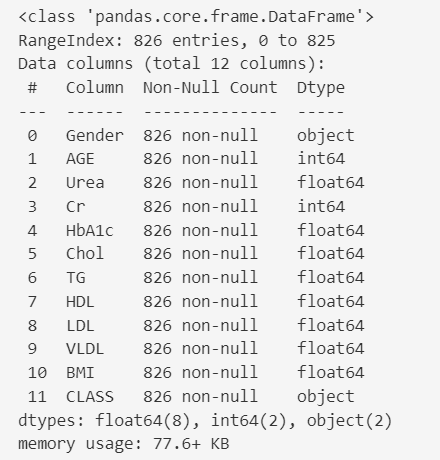 <class 'pandas.core.frame.DataFrame'>
RangeIndex: 826 entries, 0 to 825
Data columns (total 12 columns):
 #   Column  Non-Null Count  Dtype
---  ------  --------------  -----
 0   Gender  826 non-null    object
 1   AGE     826 non-null    int64
 2   Urea    826 non-null    float64
 3   Cr      826 non-null    int64
 4   HbA1c   826 non-null    float64
 5   Chol    826 non-null    float64
 6   TG      826 non-null    float64
 7   HDL     826 non-null    float64
 8   LDL     826 non-null    float64
 9   VLDL    826 non-null    float64
 10  BMI     826 non-null    float64
 11  CLASS   826 non-null    object
dtypes: float64(8), int64(2), object(2)
memory usage: 77.6+ KB